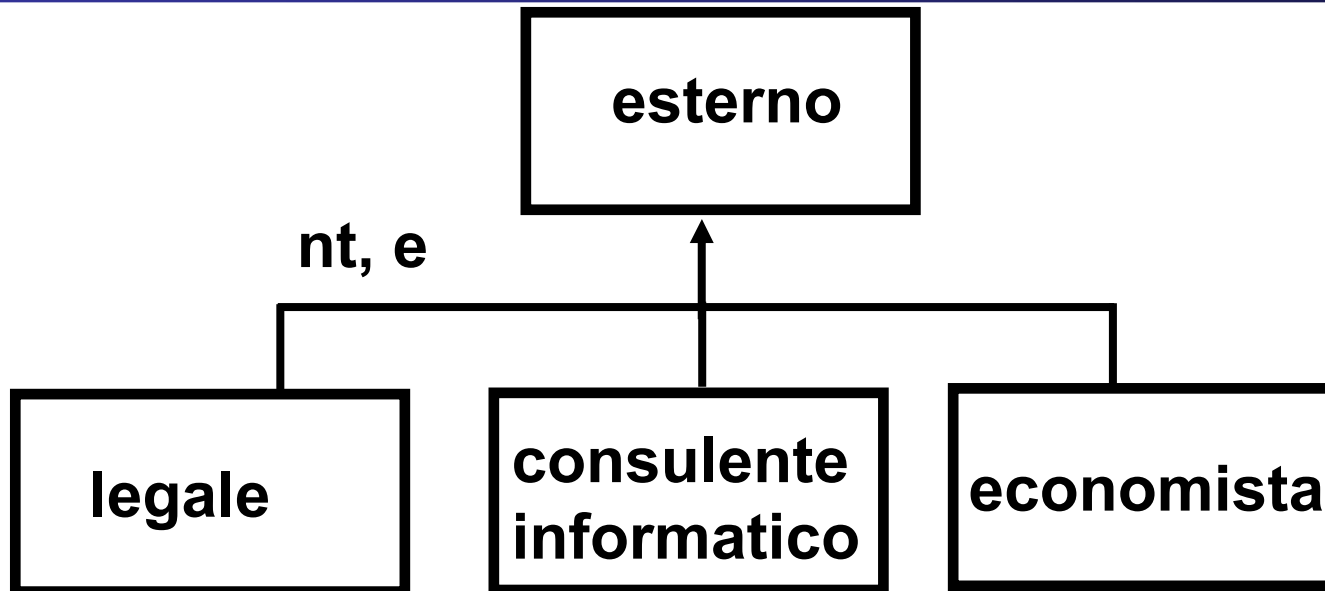 esterno
nt, e
legale
consulente
informatico
economista